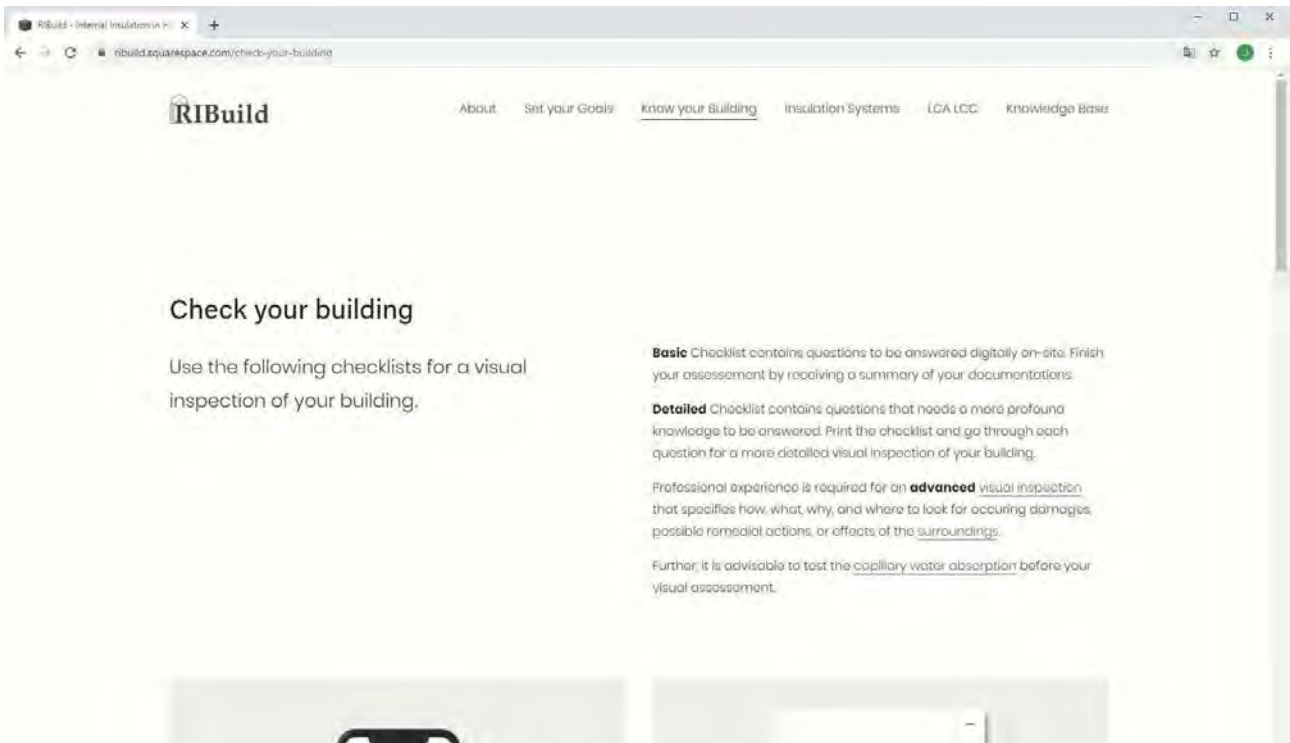 RIBuild - Internal Insulation in H
ribuild.squarespace.com/check-your-building
RIBuild
About Set your Goals Know your Building Insulation Systems LCA LCC Knowledge Base
Check your building
Use the following checklists for a visual
inspection of your building.
Basic Checklist contains questions to be answered digitally on-site. Finish
your assessement by receiving a summary of your documentations.
Detailed Checklist contains questions that needs a more profound
knowledge to be answered. Print the checklist and go through each
question for a more detailed visual inspection of your building.
Professional experience is required for an advanced visual inspection
that specifies how, what, why, and where to look for occuring damages,
possible remedial actions, or effects of the surroundings.
Further, it is advisable to test the capillary water absorption before your
visual assessment.